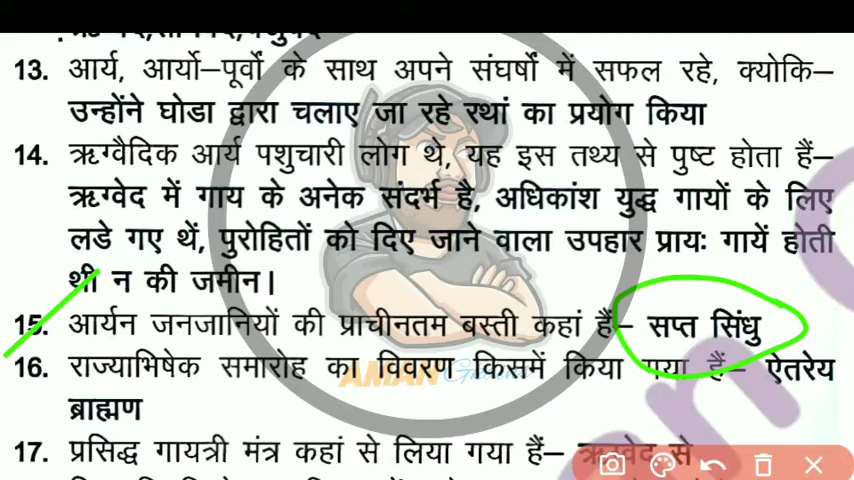 13. आर्य, आर्यो–पूर्वो के साथ अपने संघर्षों में सफल रहे, क्योकि–
उन्होंने घोडा द्वारा चलाए जा रहे रथां का प्रयोग किया
14. ऋग्वैदिक आर्य पशुचारी लोग थे, यह इस तथ्य से पुष्ट होता हैं–
ऋग्वेद में गाय के अनेक संदर्भ है, अधिकांश युद्ध गायों के लिए
लडे गए थें, पुरोहितों को दिए जाने वाला उपहार प्रायः गायें होती
थी न की जमीन।
15. आर्यन जनजानियों की प्राचीनतम बस्ती कहां हैं– सप्त सिंधु
16. राज्याभिषेक समारोह का विवरण किसमें किया गया हैं– ऐतरेय
ब्राह्मण
AMAN
17. प्रसिद्ध गायत्री मंत्र कहां से लिया गया हैं– ऋग्वेद से